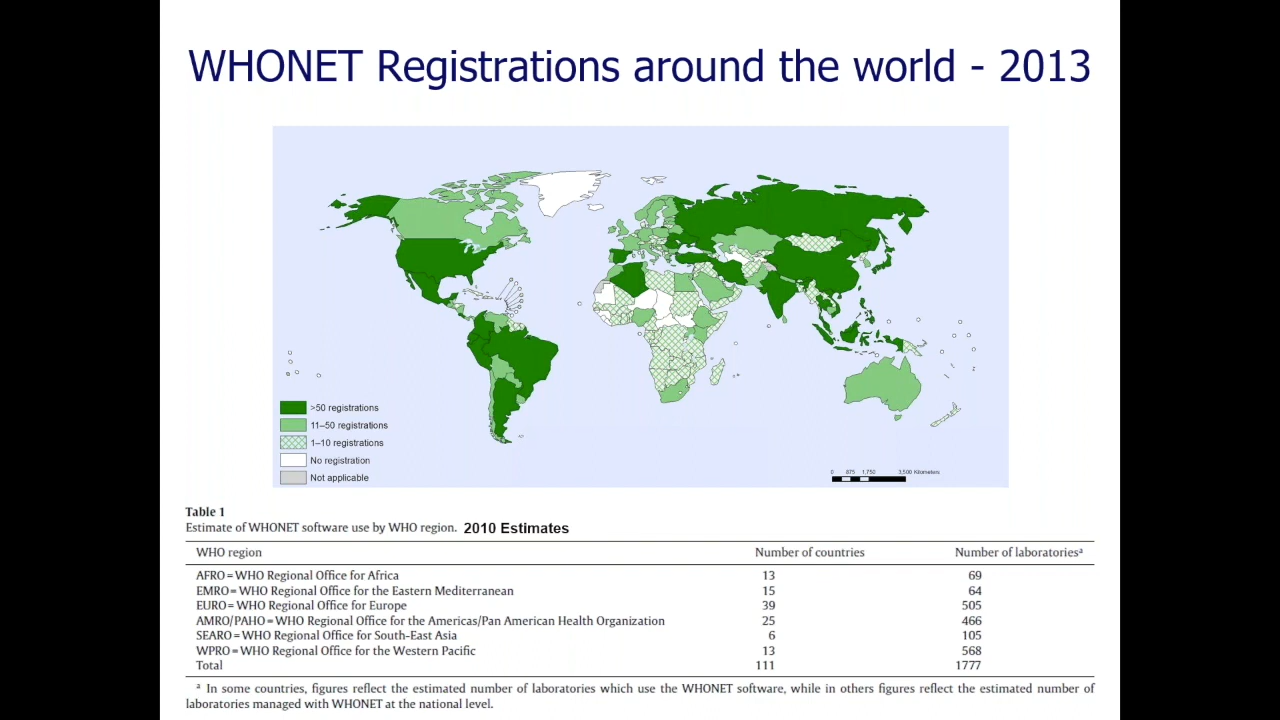 WHONET Registrations around the world - 2013
>50 registrations
11–50 registrations
1–10 registrations
No registration
Not applicable
0 875 1,750 3,500 Kilometers
Table 1
Estimate of WHONET software use by WHO region. 2010 Estimates
WHO region Number of countries Number of laboratoriesᵃ
AFRO = WHO Regional Office for Africa 13 69
EMRO = WHO Regional Office for the Eastern Mediterranean 15 64
EURO = WHO Regional Office for Europe 39 505
AMRO/PAHO = WHO Regional Office for the Americas/Pan American Health Organization 25 466
SEARO = WHO Regional Office for South-East Asia 6 105
WPRO = WHO Regional Office for the Western Pacific 13 568
Total 111 1777
ᵃ In some countries, figures reflect the estimated number of laboratories which use the WHONET software, while in others figures reflect the estimated number of
laboratories managed with WHONET at the national level.